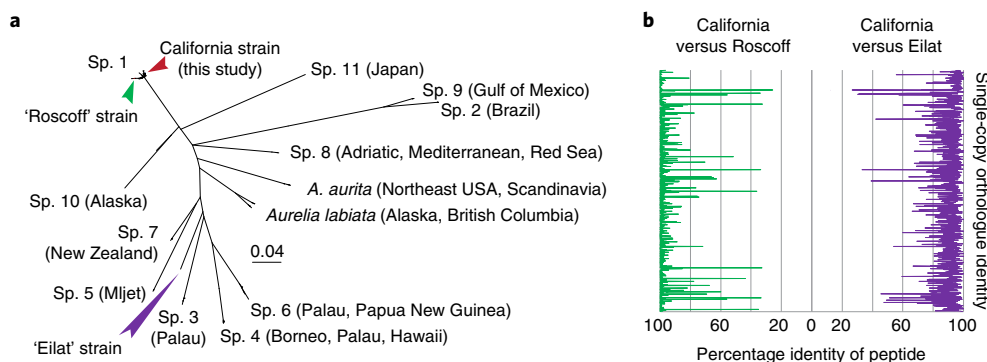 a
Sp. 1
California strain
(this study)
'Roscoff' strain
Sp. 11 (Japan)
Sp. 9 (Gulf of Mexico)
Sp. 2 (Brazil)
Sp. 8 (Adriatic, Mediterranean, Red Sea)
A. aurita (Northeast USA, Scandinavia)
Aurelia labiata (Alaska, British Columbia)
Sp. 10 (Alaska)
Sp. 7
(New Zealand)
0.04
Sp. 5 (Mljet)
'Eilat' strain
Sp. 3
(Palau)
Sp. 6 (Palau, Papua New Guinea)
Sp. 4 (Borneo, Palau, Hawaii)
b
California
versus Roscoff
California
versus Eilat
Single-copy orthologue identity
100 60 20 0 20 60 100
Percentage identity of peptide